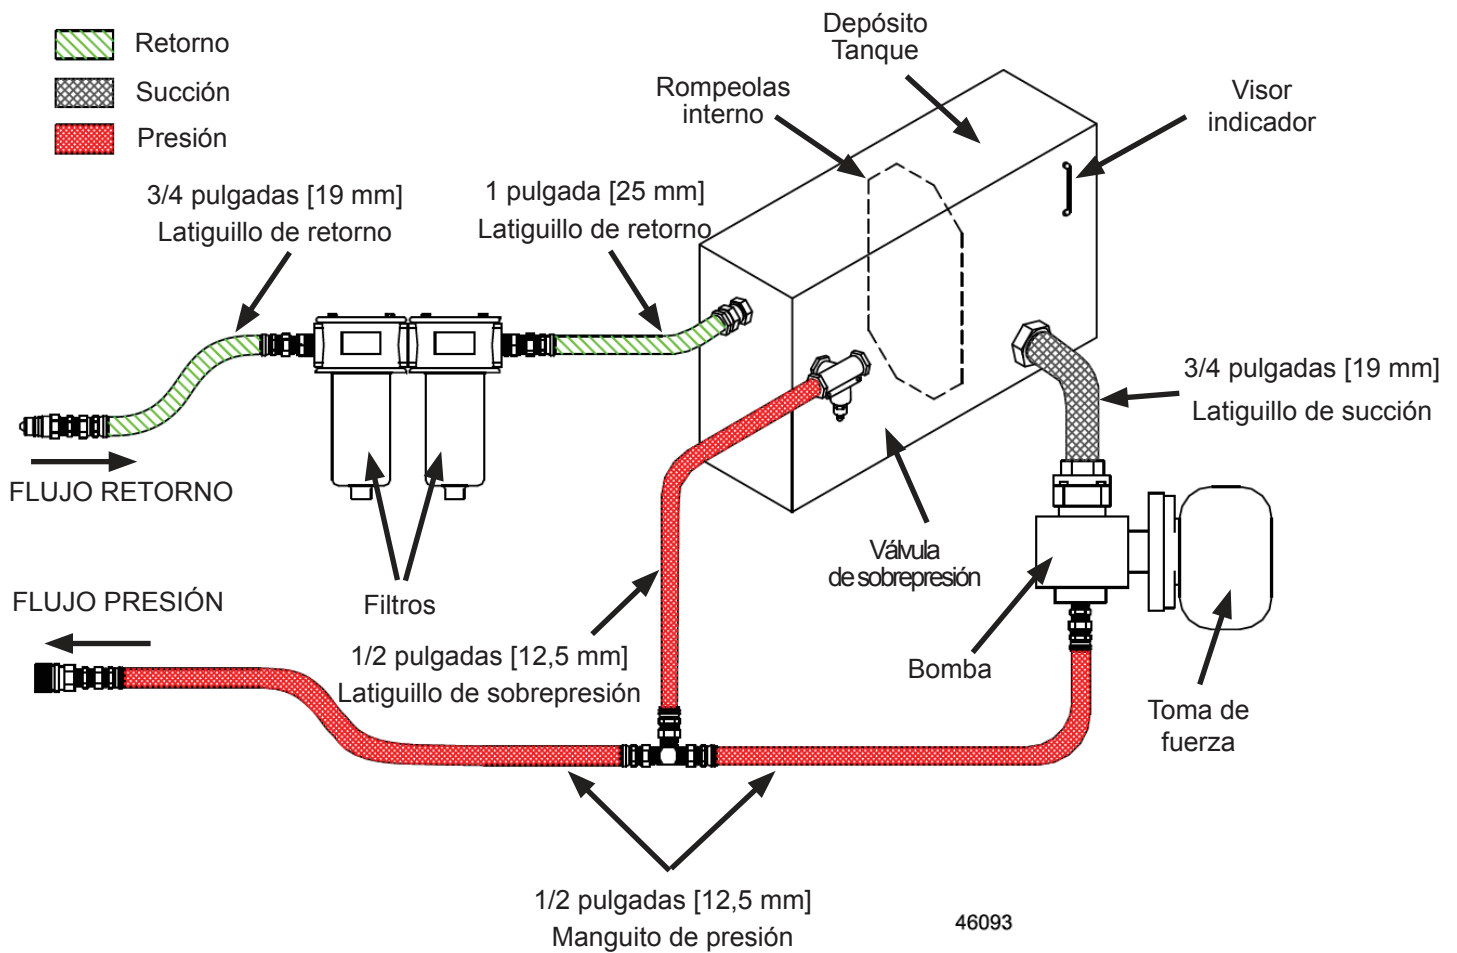 Retorno
Succión
Presión
Depósito
Tanque
Rompeolas
interno
Visor
indicador
3/4 pulgadas [19 mm]
Latiguillo de retorno
1 pulgada [25 mm]
Latiguillo de retorno
3/4 pulgadas [19 mm]
Latiguillo de succión
FLUJO RETORNO
Válvula
de sobrepresión
FLUJO PRESIÓN
Filtros
1/2 pulgadas [12,5 mm]
Latiguillo de sobrepresión
Bomba
Toma de
fuerza
1/2 pulgadas [12,5 mm]
Manguito de presión
46093